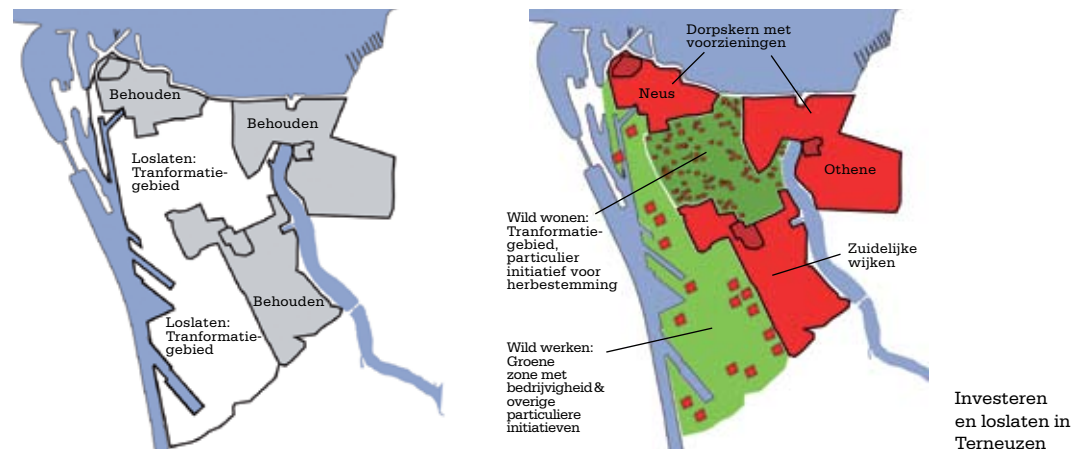 Behouden
Behouden
Loslaten:
Tranformatie-
gebied
Behouden
Loslaten:
Tranformatie-
gebied
Dorpskern met
voorzieningen
Neus
Othene
Wild wonen:
Tranformatie-
gebied,
particulier
initiatief voor
herbestemming
Zuidelijke
wijken
Wild werken:
Groene
zone met
bedrijvigheid &
overige
particuliere
initiatieven
Investeren
en loslaten in
Terneuzen